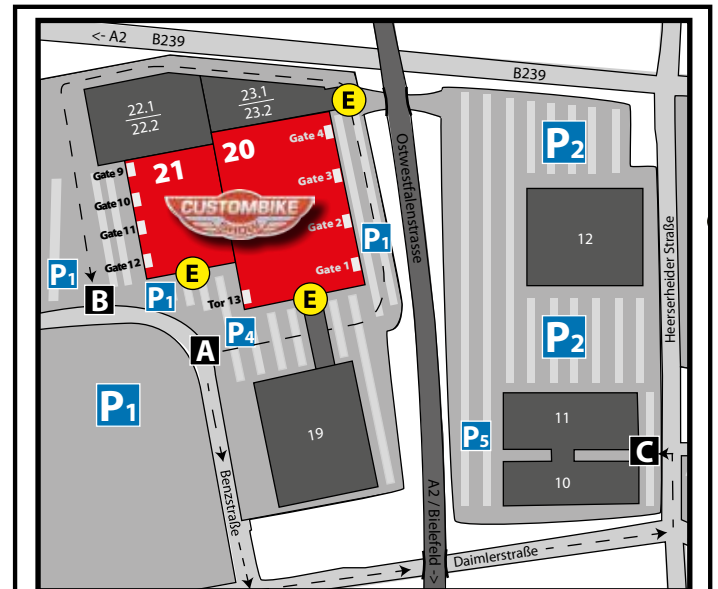 <- A2 B239
B239
22.1
22.2
23.1
23.2
E
Gate 4
20
21
Gate 9
Gate 3
Gate 10
CUSTOMBIKE
SHOW
Gate 2
Gate 11
P1
Gate 1
Gate12
E
P1
P1
B
Tor 13
E
P4
A
P1
19
Benzstraße
Ostwestfalenstrasse
A2 / Bielefeld ->
P2
12
Heerserheider Straße
P2
11
P5
C
10
Daimlerstraße